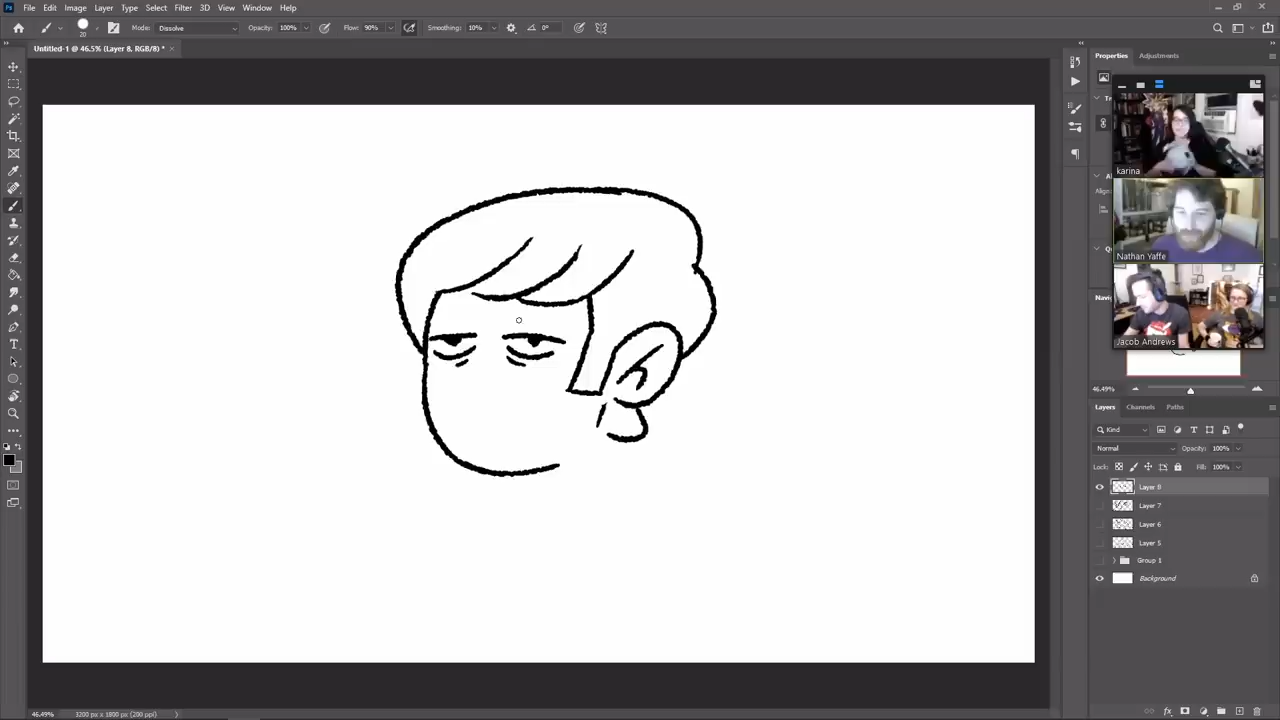 File Edit Image Layer Type Select Filter 3D View Window Help
20 Mode: Dissolve Opacity: 100% Flow: 90% Smoothing: 10% 0°
Untitled-1 @ 46.5% (Layer 8, RGB/8) * ×
Properties Adjustments
karina
Nathan Yaffe
Jacob Andrews
46.49%
Layers Channels Paths
Kind
Normal Opacity: 100%
Lock: Fill: 100%
Layer 8
Layer 7
Layer 6
Layer 5
Group 1
Background
46.49% 3200 px x 1800 px (200 ppi)